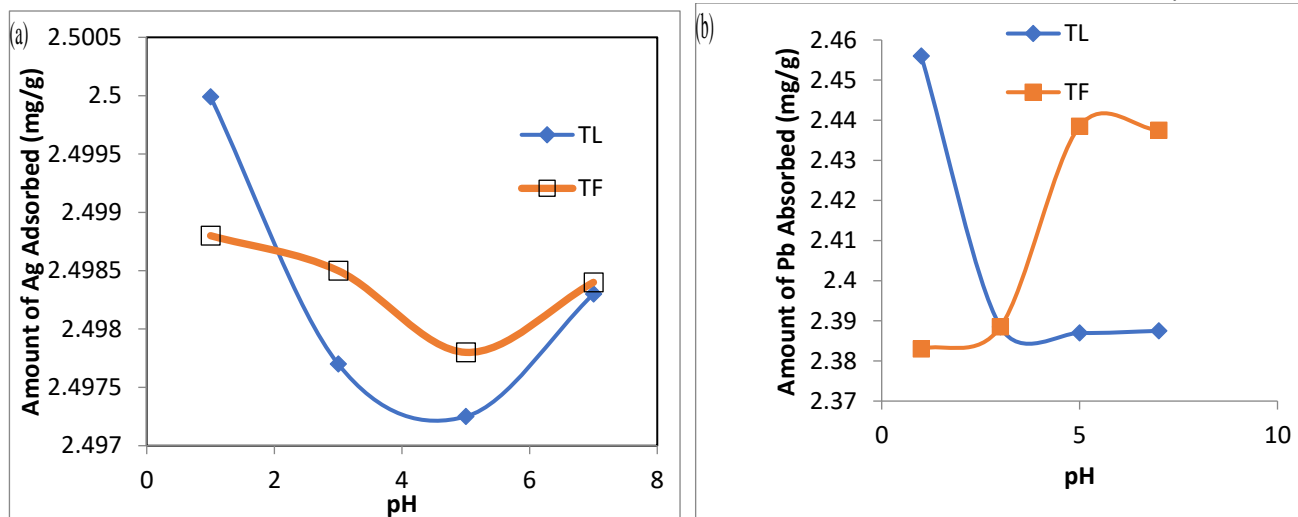 (a)
Amount of Ag Adsorbed (mg/g)
2.5005
2.5
2.4995
2.499
2.4985
2.498
2.4975
2.497
0 2 4 6 8
pH
TL
TF
(b)
Amount of Pb Absorbed (mg/g)
2.46
2.45
2.44
2.43
2.42
2.41
2.4
2.39
2.38
2.37
0 5 10
pH
TL
TF